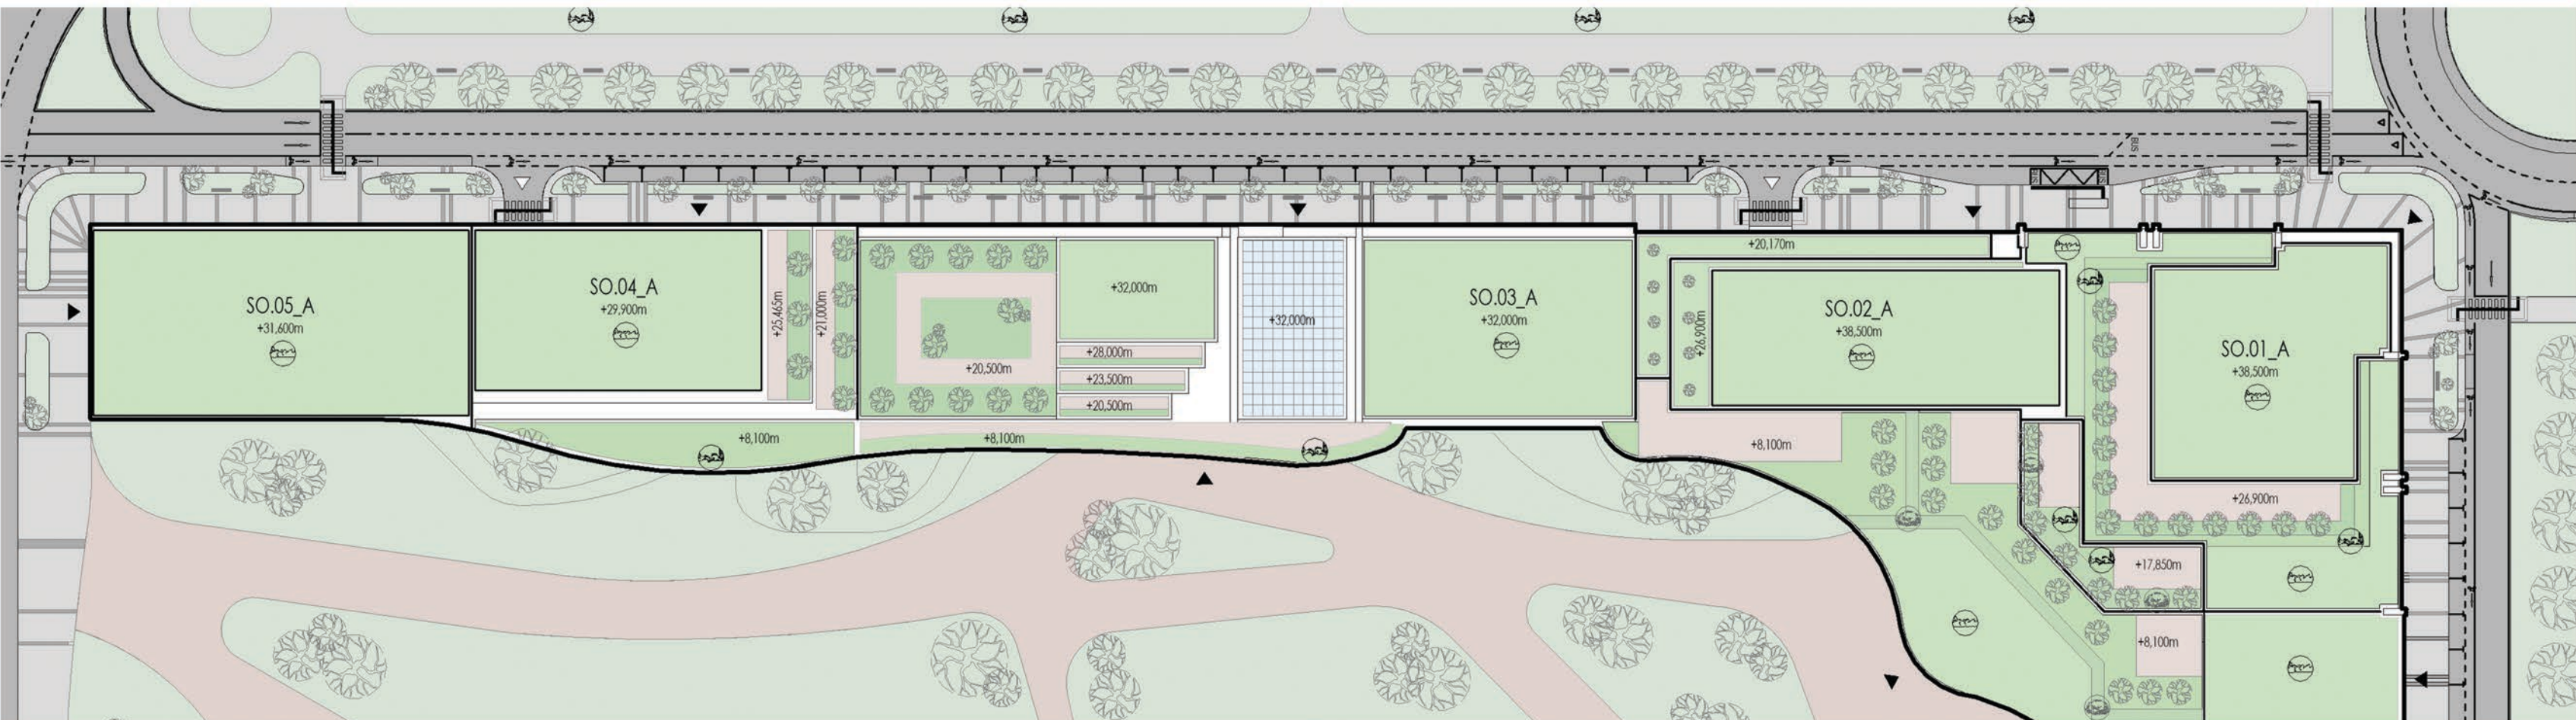 BUS
SO.05_A
+31,600m
SO.04_A
+29,900m
+25,465m
+21,000m
+20,500m
+32,000m
+28,000m
+23,500m
+20,500m
+32,000m
SO.03_A
+32,000m
+20,170m
+26,900m
SO.02_A
+38,500m
SO.01_A
+38,500m
+8,100m
+8,100m
+8,100m
+26,900m
+17,850m
+8,100m